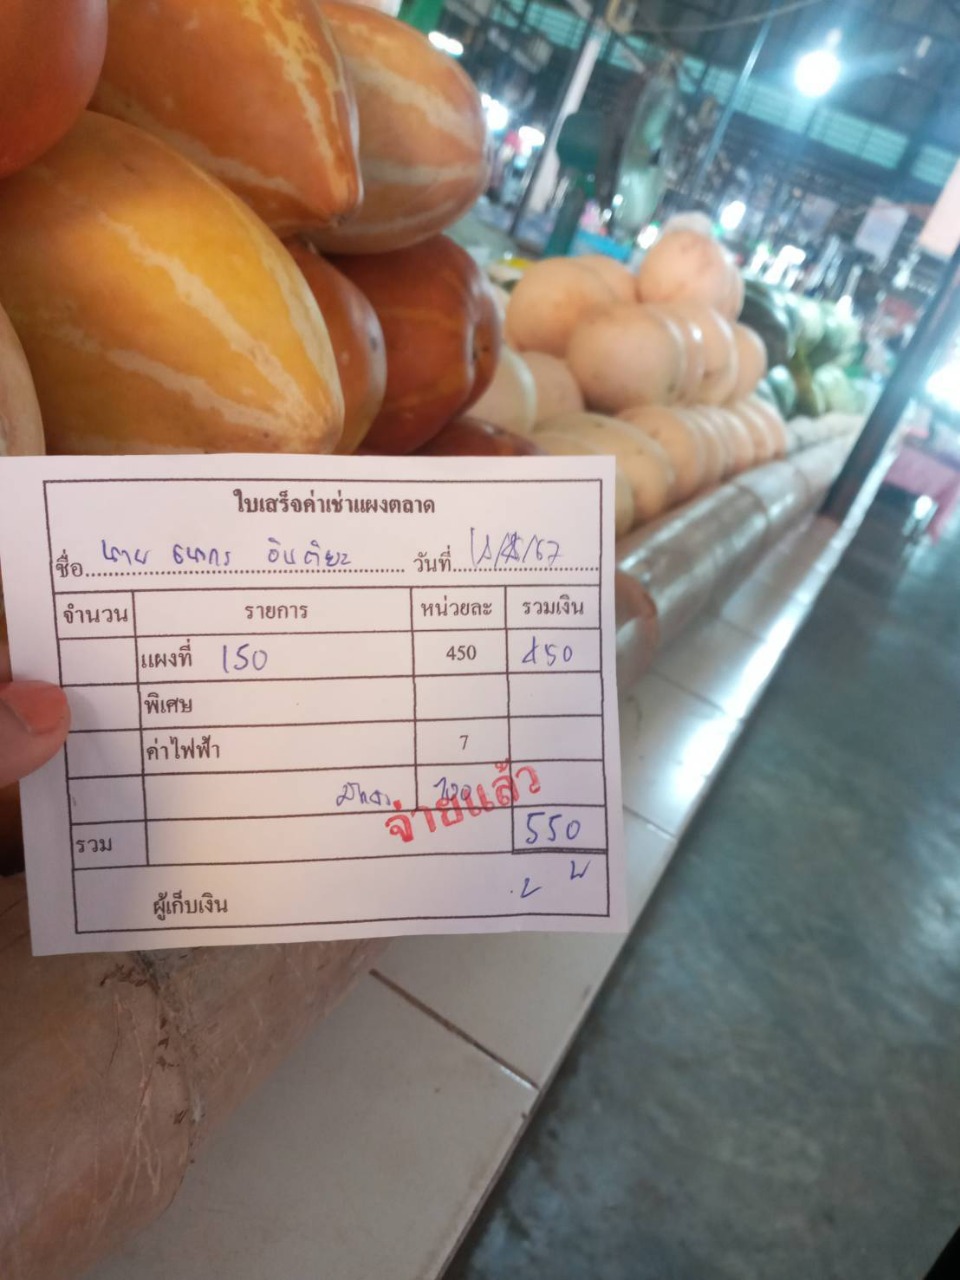 ใบเสร็จค่าเช่าแผงตลาด
ชื่อ นาย ธนากร อินต๊ะ วันที่ /67
จำนวน รายการ หน่วยละ รวมเงิน
แผงที่ 150 450 450
พิเศษ
ค่าไฟฟ้า 7
100
จ่ายแล้ว
รวม 550
ผู้เก็บเงิน